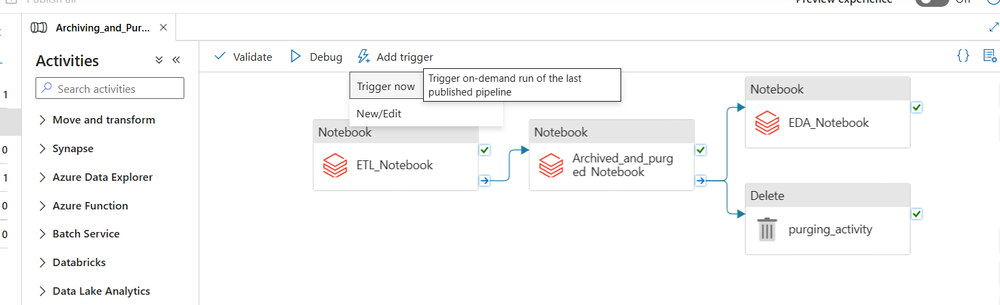 Publish all
Preview experience
Off
Archiving_and_Pur...
Activities
Validate
Debug
Add trigger
{}
Search activities
Trigger now
Trigger on-demand run of the last
published pipeline
New/Edit
1
0
1
0
0
Move and transform
Synapse
Azure Data Explorer
Azure Function
Batch Service
Databricks
Data Lake Analytics
Notebook
ETL_Notebook
Notebook
Archived_and_purg
ed_Notebook
Notebook
EDA_Notebook
Delete
purging_activity